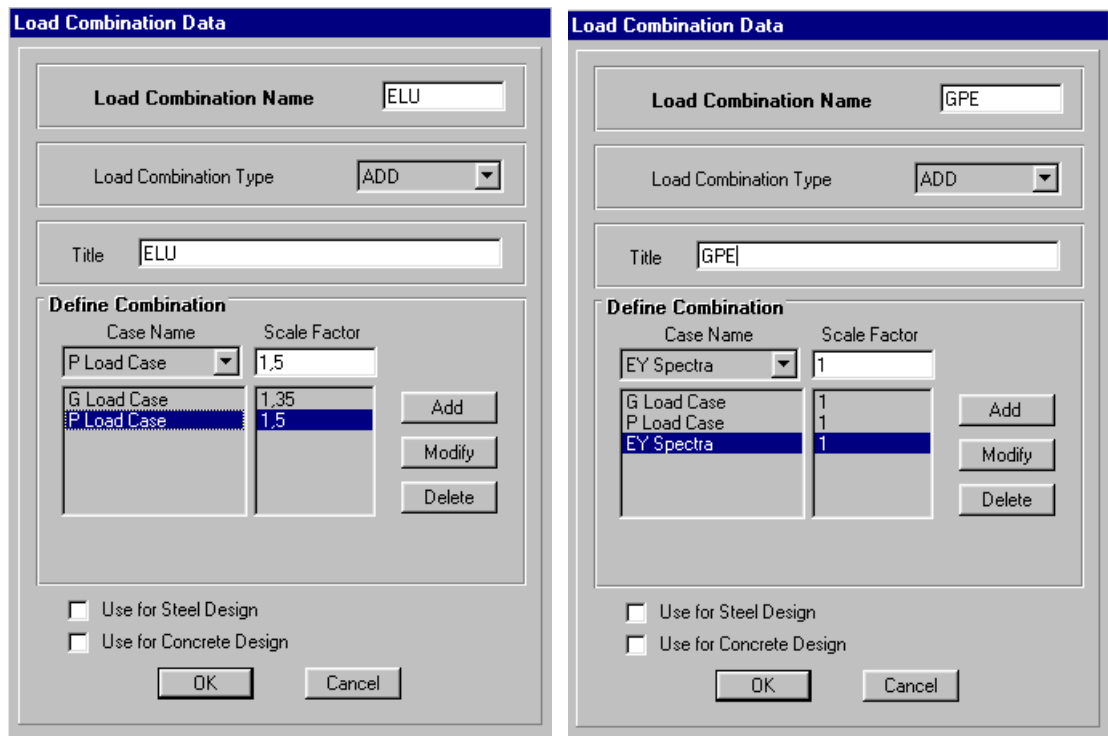 Load Combination Data
Load Combination Name ELU
Load Combination Type ADD
Title ELU
Define Combination
Case Name Scale Factor
P Load Case 1,5
G Load Case 1,35
P Load Case 1,5
Add
Modify
Delete
Use for Steel Design
Use for Concrete Design
OK Cancel
Load Combination Data
Load Combination Name GPE
Load Combination Type ADD
Title GPE
Define Combination
Case Name Scale Factor
EY Spectra 1
G Load Case 1
P Load Case 1
EY Spectra 1
Add
Modify
Delete
Use for Steel Design
Use for Concrete Design
OK Cancel